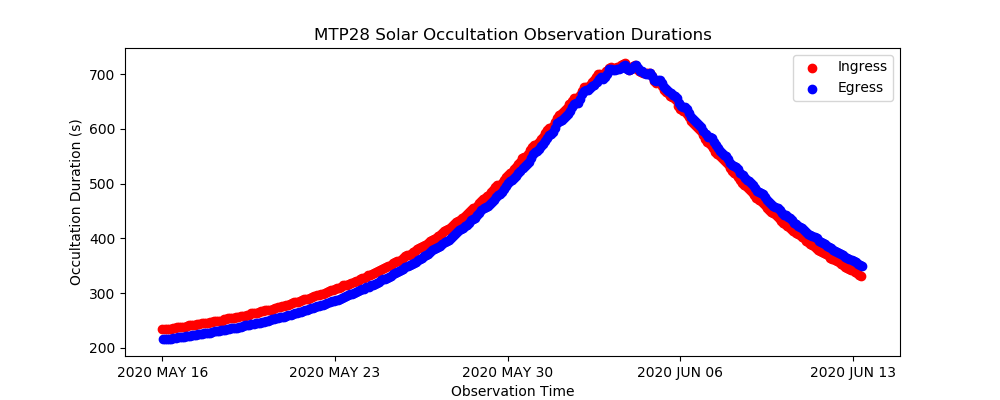 MTP28 Solar Occultation Observation Durations
Ingress
Egress
Occultation Duration (s)
700
600
500
400
300
200
2020 MAY 16
2020 MAY 23
2020 MAY 30
2020 JUN 06
2020 JUN 13
Observation Time